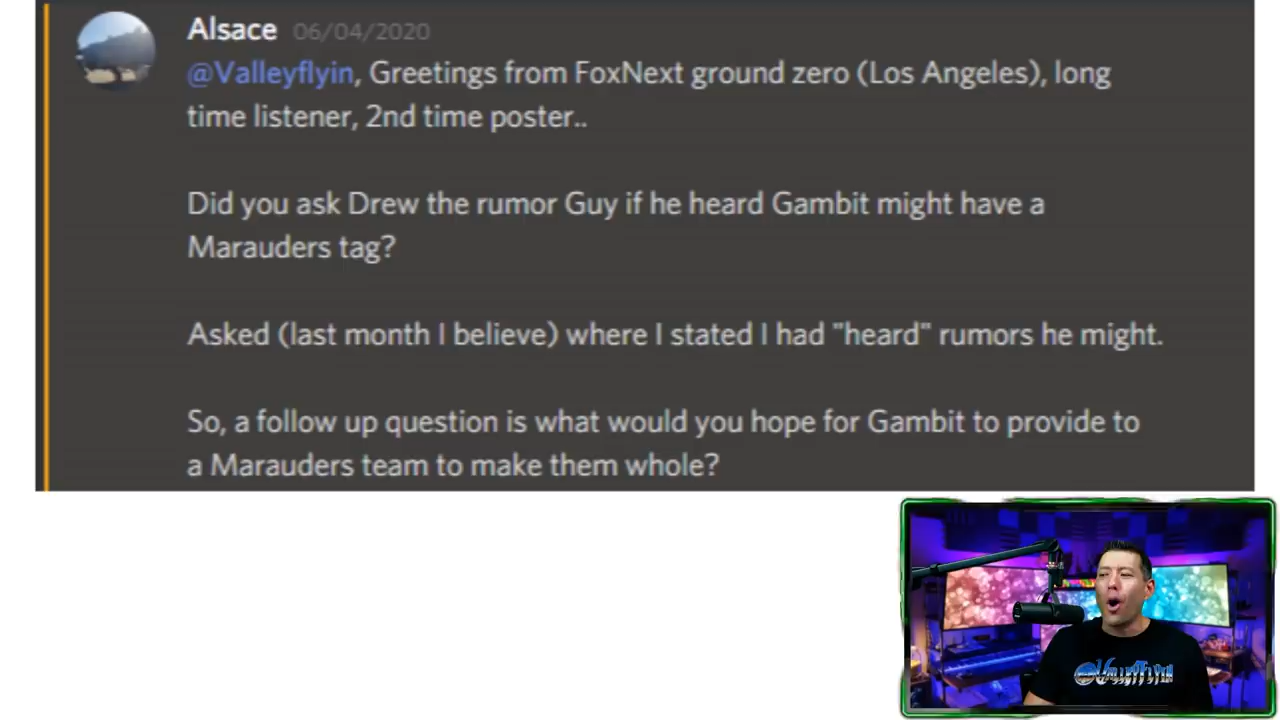 Alsace 06/04/2020
@Valleyflyin, Greetings from FoxNext ground zero (Los Angeles), long
time listener, 2nd time poster..
Did you ask Drew the rumor Guy if he heard Gambit might have a
Marauders tag?
Asked (last month I believe) where I stated I had "heard" rumors he might.
So, a follow up question is what would you hope for Gambit to provide to
a Marauders team to make them whole?
VALLEYFLYIN